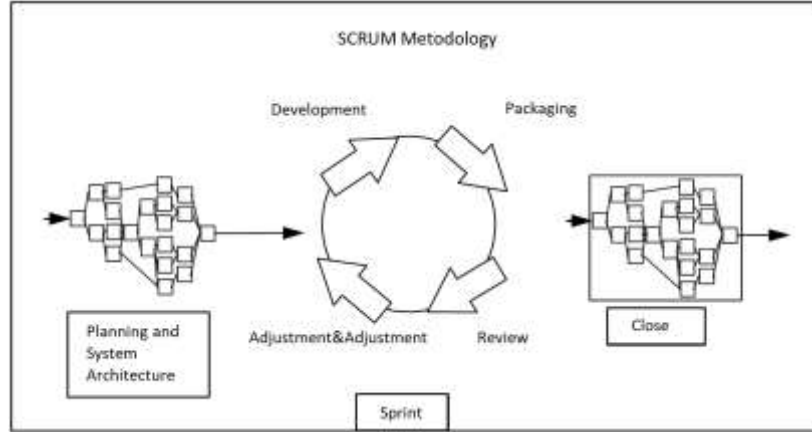 SCRUM Metodology
Development
Packaging
Planning and
System
Architecture
Adjustment&Adjustment
Review
Close
Sprint